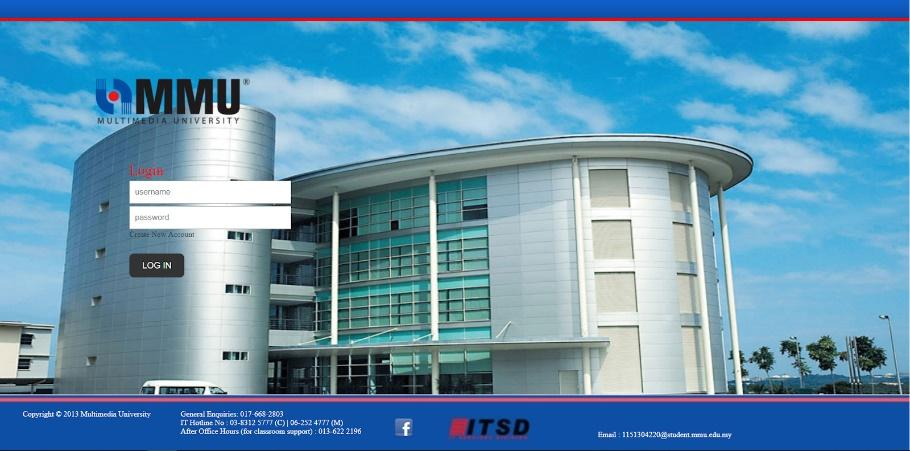 MMU®
MULTIMEDIA UNIVERSITY
Login
username
password
Create New Account
LOG IN
Copyright © 2013 Multimedia University
General Enquiries: 017-668-2803
IT Hotline No : 03-8312 5777 (C) | 06-252 4777 (M)
After Office Hours (for classroom support) : 013-622 2196
f
ITSD
Email : 1151304220@student.mmu.edu.my